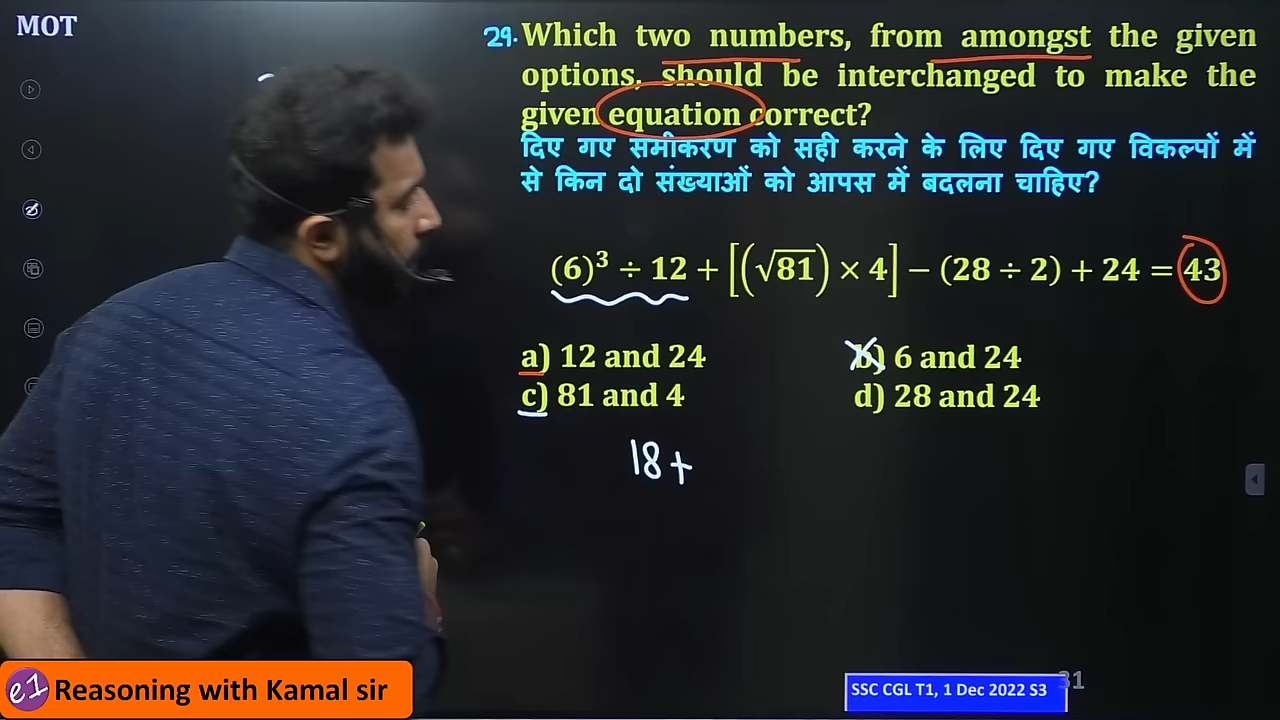 MOT
29. Which two numbers, from amongst the given
options, should be interchanged to make the
given equation correct?
दिए गए समीकरण को सही करने के लिए दिए गए विकल्पों में
से किन दो संख्याओं को आपस में बदलना चाहिए?
(6)³ ÷ 12 + [(√81) × 4] − (28 ÷ 2) + 24 = 43
a) 12 and 24
b) 6 and 24
c) 81 and 4
d) 28 and 24
18+
e1 Reasoning with Kamal sir
SSC CGL T1, 1 Dec 2022 S3
31